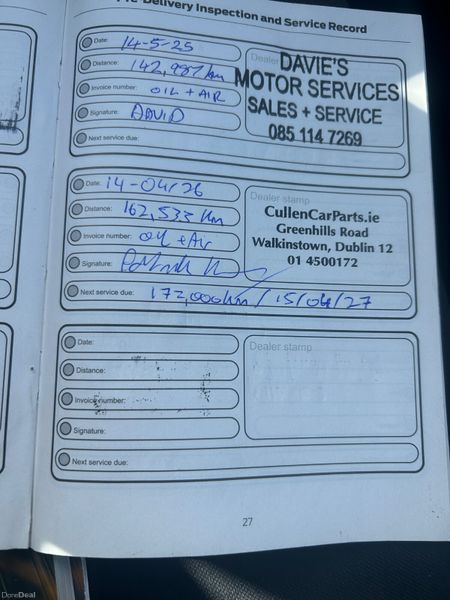 Pre-Delivery Inspection and Service Record
Date: 14-5-25
Distance: 142,987 km
Invoice number: OIL + AIR
Signature: DAVID
Next service due:
Dealer
DAVIE'S
MOTOR SERVICES
SALES + SERVICE
085 114 7269
Date: 14-04/26
Distance: 162,533 km
Invoice number: OIL + Air
Signature:
Next service due: 172,000km / 15/04/27
Dealer stamp
CullenCarParts.ie
Greenhills Road
Walkinstown, Dublin 12
01 4500172
Date:
Distance:
Invoice number:
Signature:
Next service due:
Dealer stamp
27
DoneDeal